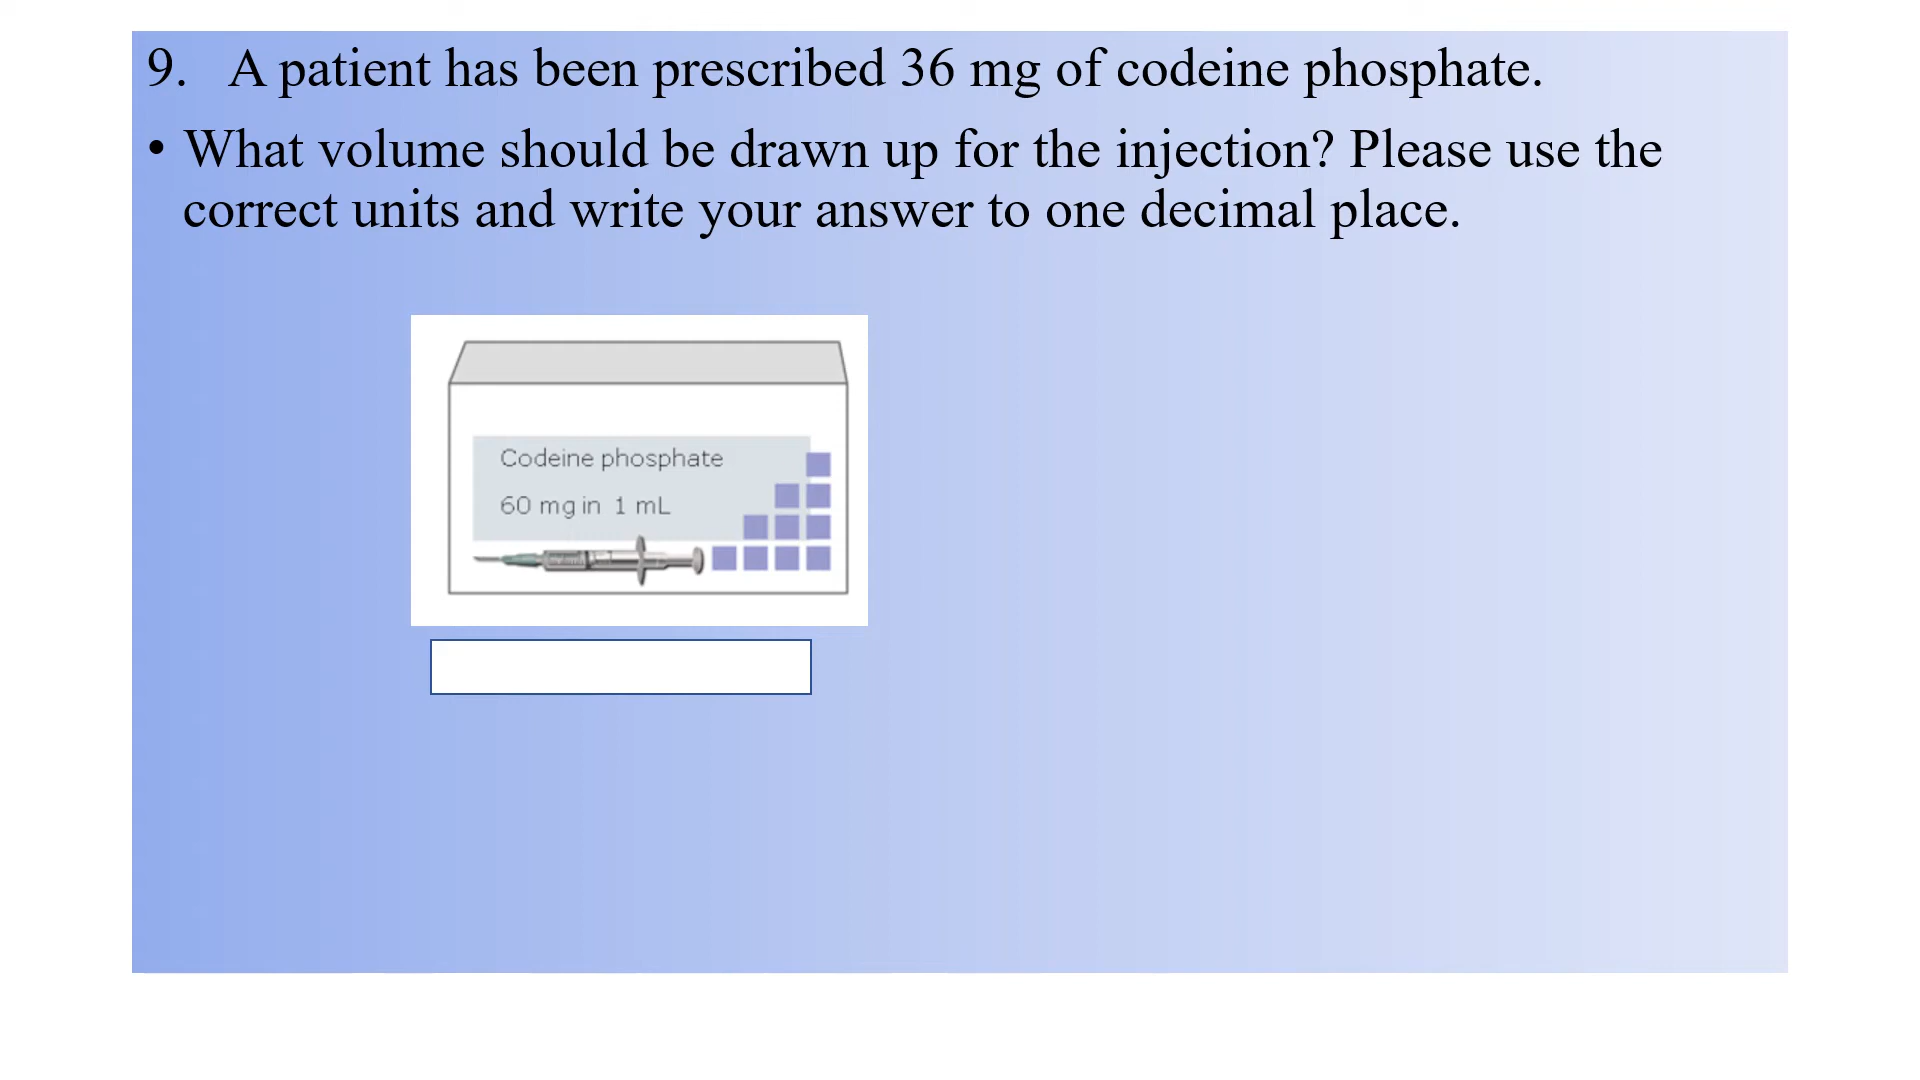 9. A patient has been prescribed 36 mg of codeine phosphate.
• What volume should be drawn up for the injection? Please use the
correct units and write your answer to one decimal place.
Codeine phosphate
60 mg in 1 mL